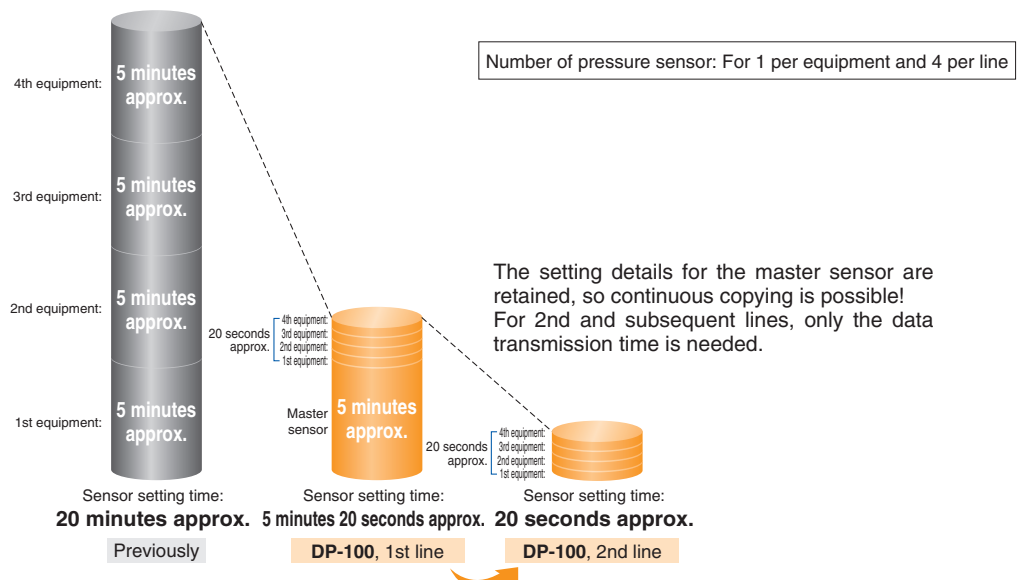 Number of pressure sensor: For 1 per equipment and 4 per line
4th equipment:
5 minutes
approx.
3rd equipment:
5 minutes
approx.
2nd equipment:
5 minutes
approx.
1st equipment:
5 minutes
approx.
Sensor setting time:
20 minutes approx.
Previously
20 seconds
approx.
4th equipment:
3rd equipment:
2nd equipment:
1st equipment:
Master
sensor
5 minutes
approx.
Sensor setting time:
5 minutes 20 seconds approx.
DP-100, 1st line
The setting details for the master sensor are
retained, so continuous copying is possible!
For 2nd and subsequent lines, only the data
transmission time is needed.
20 seconds
approx.
4th equipment:
3rd equipment:
2nd equipment:
1st equipment:
Sensor setting time:
20 seconds approx.
DP-100, 2nd line